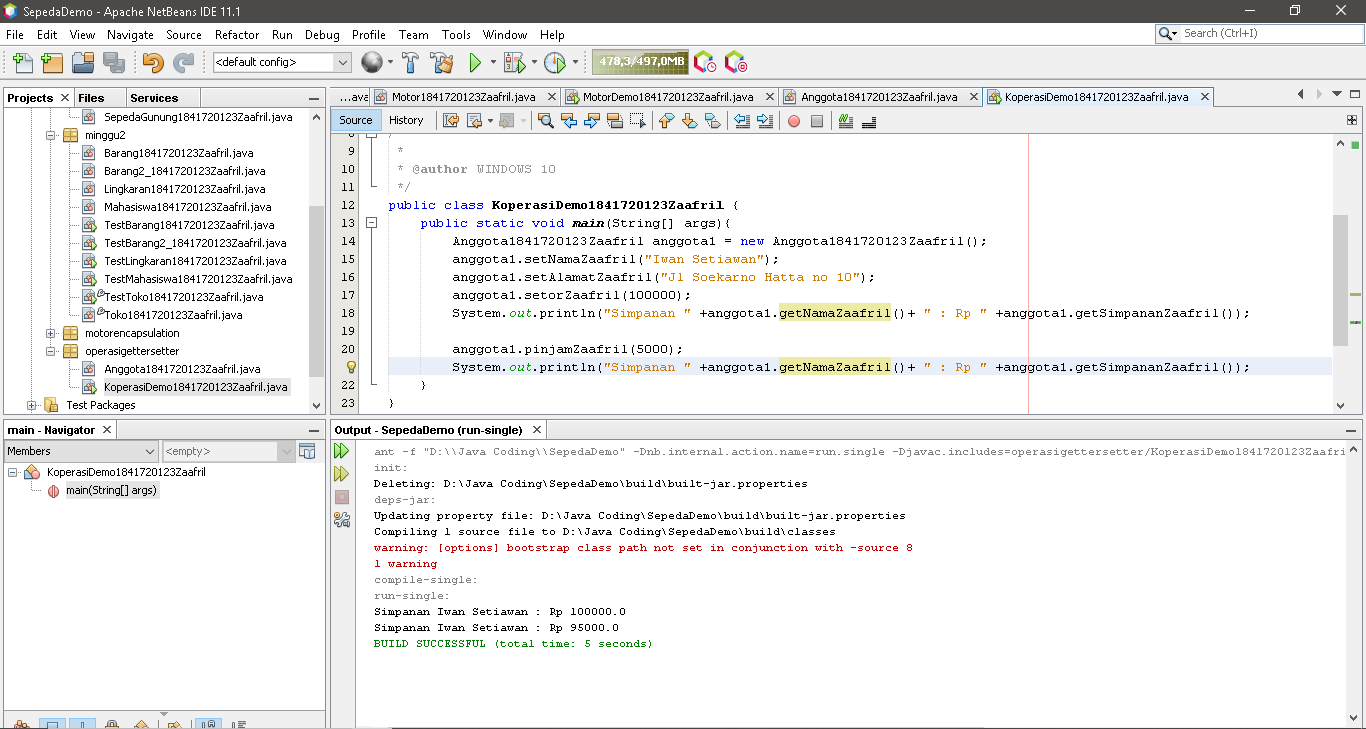 SepedaDemo - Apache NetBeans IDE 11.1
File Edit View Navigate Source Refactor Run Debug Profile Team Tools Window Help
Search (Ctrl+I)
<default config>
478,3/497,0MB
Projects Files Services
SepedaGunung1841720123Zaafril.java
minggu2
Barang1841720123Zaafril.java
Barang2_1841720123Zaafril.java
Lingkaran1841720123Zaafril.java
Mahasiswa1841720123Zaafril.java
TestBarang1841720123Zaafril.java
TestBarang2_1841720123Zaafril.java
TestLingkaran1841720123Zaafril.java
TestMahasiswa1841720123Zaafril.java
TestToko1841720123Zaafril.java
Toko1841720123Zaafril.java
motorencapsulation
operasigettersetter
Anggota1841720123Zaafril.java
KoperasiDemo1841720123Zaafril.java
Test Packages
...ava Motor1841720123Zaafril.java MotorDemo1841720123Zaafril.java Anggota1841720123Zaafril.java KoperasiDemo1841720123Zaafril.java
Source History
9 *
10 * @author WINDOWS 10
11 */
12 public class KoperasiDemo1841720123Zaafril {
13 public static void main(String[] args){
14 Anggota1841720123Zaafril anggota1 = new Anggota1841720123Zaafril();
15 anggota1.setNamaZaafril("Iwan Setiawan");
16 anggota1.setAlamatZaafril("Jl Soekarno Hatta no 10");
17 anggota1.setorZaafril(100000);
18 System.out.println("Simpanan " +anggota1.getNamaZaafril()+ " : Rp " +anggota1.getSimpananZaafril());
19
20 anggota1.pinjamZaafril(5000);
System.out.println("Simpanan " +anggota1.getNamaZaafril()+ " : Rp " +anggota1.getSimpananZaafril());
22 }
23 }
main - Navigator
Members <empty>
KoperasiDemo1841720123Zaafril
main(String[] args)
Output - SepedaDemo (run-single)
ant -f "D:\\Java Coding\\SepedaDemo" -Dnb.internal.action.name=run.single -Djavac.includes=operasigettersetter/KoperasiDemo1841720123Zaafri
init:
Deleting: D:\Java Coding\SepedaDemo\build\built-jar.properties
deps-jar:
Updating property file: D:\Java Coding\SepedaDemo\build\built-jar.properties
Compiling 1 source file to D:\Java Coding\SepedaDemo\build\classes
warning: [options] bootstrap class path not set in conjunction with -source 8
1 warning
compile-single:
run-single:
Simpanan Iwan Setiawan : Rp 100000.0
Simpanan Iwan Setiawan : Rp 95000.0
BUILD SUCCESSFUL (total time: 5 seconds)